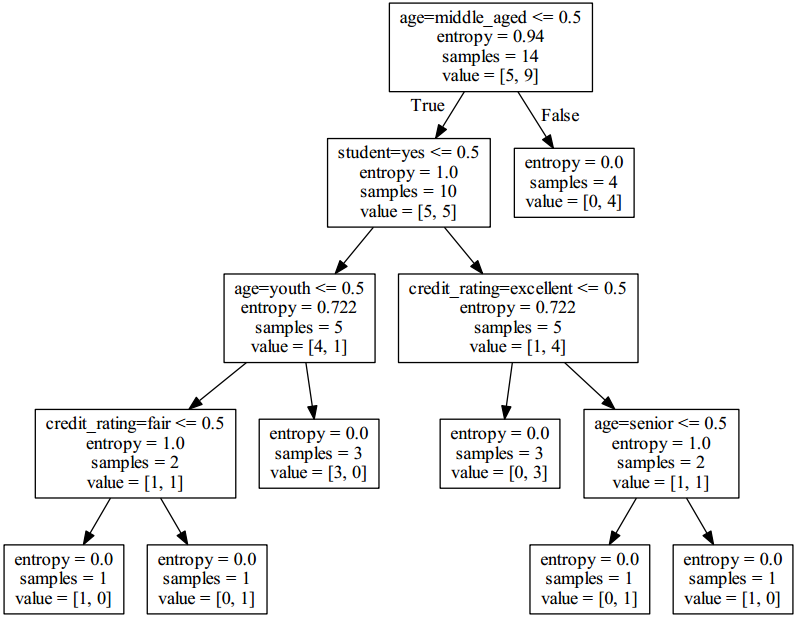 age=middle_aged <= 0.5
entropy = 0.94
samples = 14
value = [5, 9]
True
False
student=yes <= 0.5
entropy = 1.0
samples = 10
value = [5, 5]
entropy = 0.0
samples = 4
value = [0, 4]
age=youth <= 0.5
entropy = 0.722
samples = 5
value = [4, 1]
credit_rating=excellent <= 0.5
entropy = 0.722
samples = 5
value = [1, 4]
credit_rating=fair <= 0.5
entropy = 1.0
samples = 2
value = [1, 1]
entropy = 0.0
samples = 3
value = [3, 0]
entropy = 0.0
samples = 3
value = [0, 3]
age=senior <= 0.5
entropy = 1.0
samples = 2
value = [1, 1]
entropy = 0.0
samples = 1
value = [1, 0]
entropy = 0.0
samples = 1
value = [0, 1]
entropy = 0.0
samples = 1
value = [0, 1]
entropy = 0.0
samples = 1
value = [1, 0]